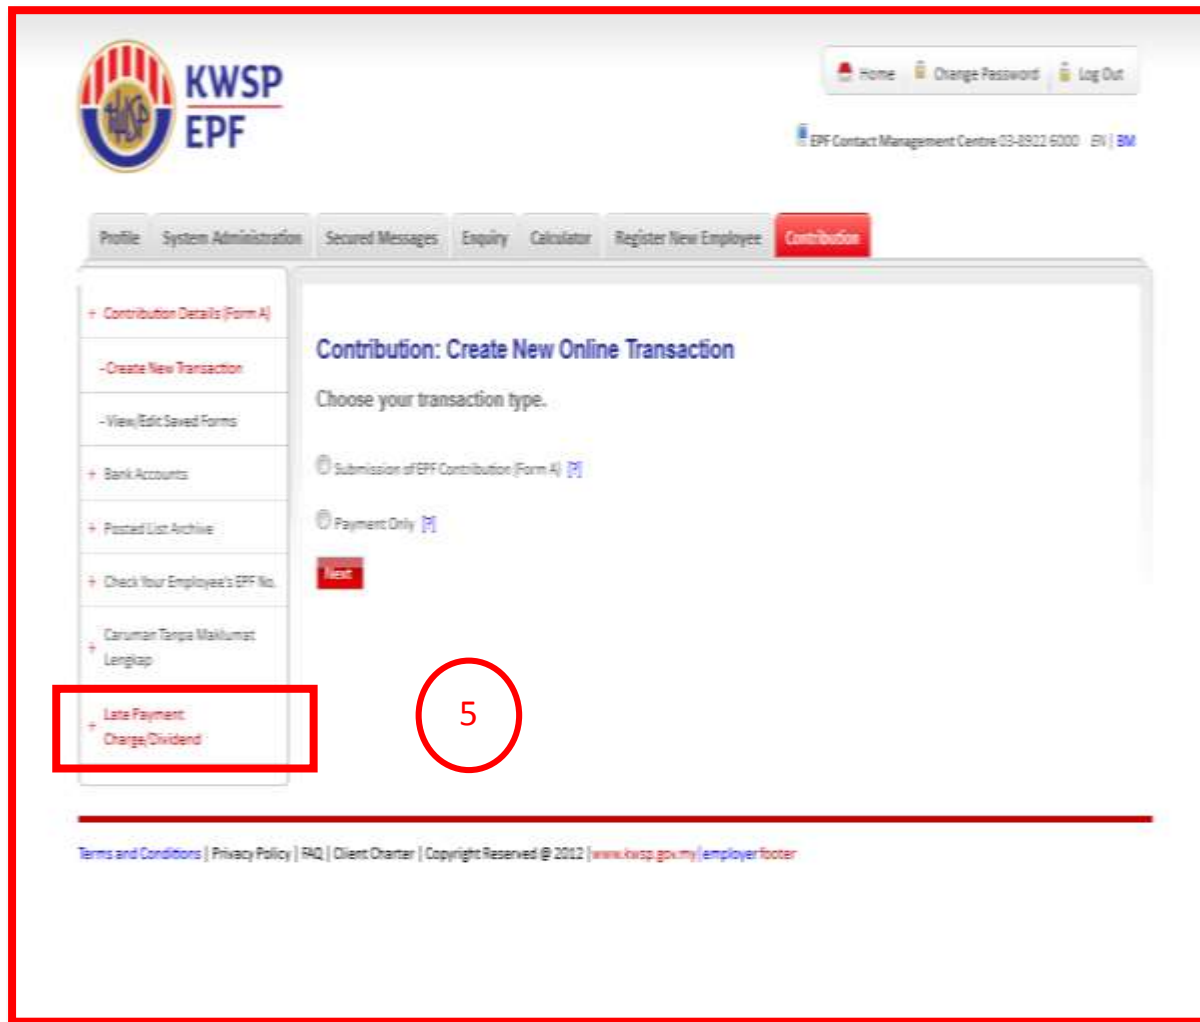 KWSP
EPF
Home Change Password Log Out
EPF Contact Management Centre 03-8922 6000 EN | BM
Profile System Administration Secured Messages Enquiry Calculator Register New Employee Contribution
+ Contribution Details (Form A)
- Create New Transaction
- View/Edit Saved Forms
+ Bank Accounts
+ Posted List Archive
+ Check Your Employee's EPF No.
+ Caruman Tanpa Maklumat
Lengkap
+ Late Payment
Charge/Dividend
Contribution: Create New Online Transaction
Choose your transaction type.
Submission of EPF Contribution (Form A) [?]
Payment Only [?]
Next
5
Terms and Conditions | Privacy Policy | FAQ | Client Charter | Copyright Reserved @ 2012 | www.kwsp.gov.my | employer footer